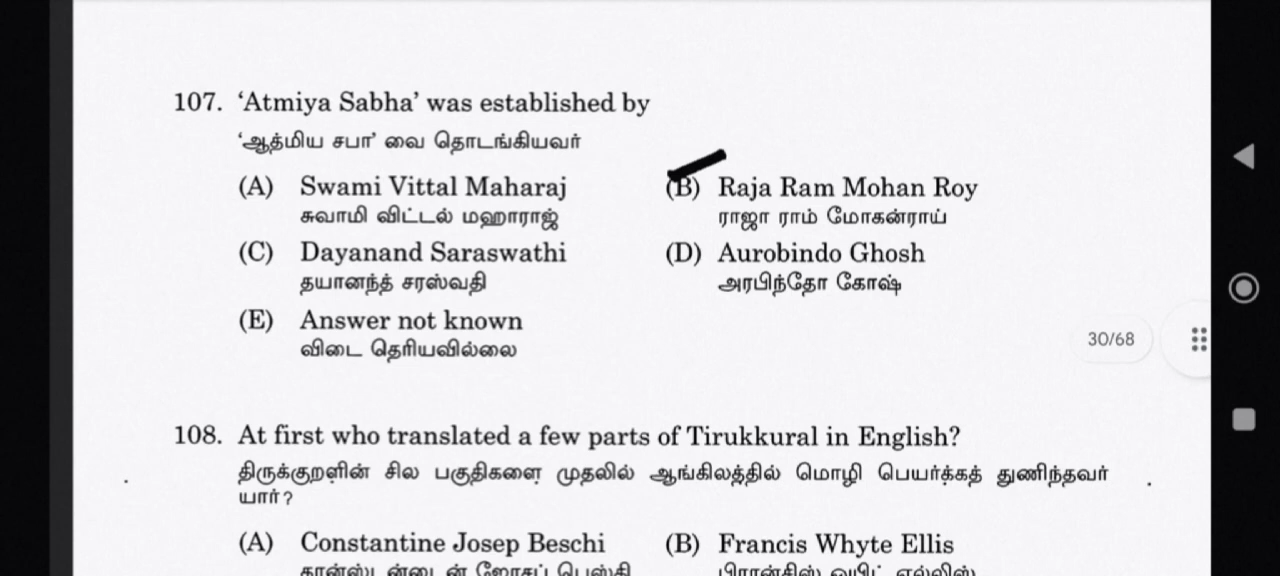 107. ‘Atmiya Sabha’ was established by
‘ஆத்மிய சபா’ வை தொடங்கியவர்
(A) Swami Vittal Maharaj (B) Raja Ram Mohan Roy
சுவாமி விட்டல் மஹாராஜ் ராஜா ராம் மோகன்ராய்
(C) Dayanand Saraswathi (D) Aurobindo Ghosh
தயானந்த் சரஸ்வதி அரபிந்தோ கோஷ்
(E) Answer not known
விடை தெரியவில்லை
30/68
108. At first who translated a few parts of Tirukkural in English?
திருக்குறளின் சில பகுதிகளை முதலில் ஆங்கிலத்தில் மொழி பெயர்க்கத் துணிந்தவர்
யார்?
(A) Constantine Josep Beschi (B) Francis Whyte Ellis